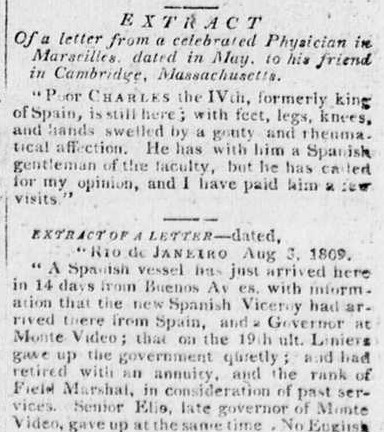 EXTRACT
Of a letter from a celebrated Physician in
Marseilles, dated in May, to his friend
in Cambridge, Massachusetts.
"Poor CHARLES the IVth, formerly king
of Spain, is still here; with feet, legs, knees,
and hands swelled by a gouty and rheuma-
tical affection. He has with him a Spanish
gentleman of the faculty, but he has called
for my opinion, and I have paid him a few
visits."
EXTRACT OF A LETTER—dated,
"RIO de JANEIRO Aug 3, 1809.
"A Spanish vessel has just arrived here
in 14 days from Buenos Ay es, with inform-
ation that the new Spanish Viceroy had ar-
rived there from Spain, and a Governor at
Monte Video; that on the 19th ult. Liniers
gave up the government quietly; and had
retired with an annuity, and the rank of
Field Marshal, in consideration of past ser-
vices. Senior Elio, late governor of Monte
Video, gave up at the same time. No English